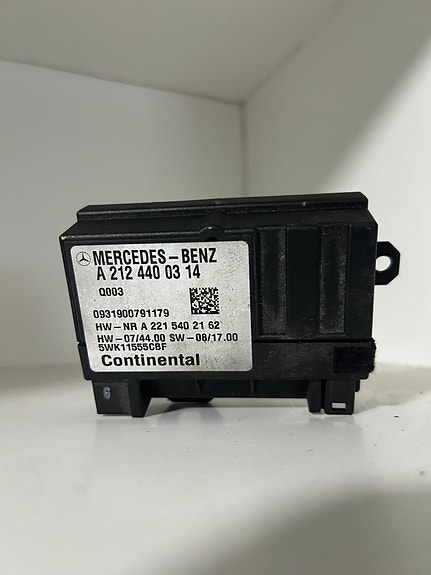 MERCEDES-BENZ
A 212 440 03 14
Q003
0931900791179
HW-NR A 221 540 21 62
HW-07/44.00 SW-08/17.00
5WK11555CBF
Continental